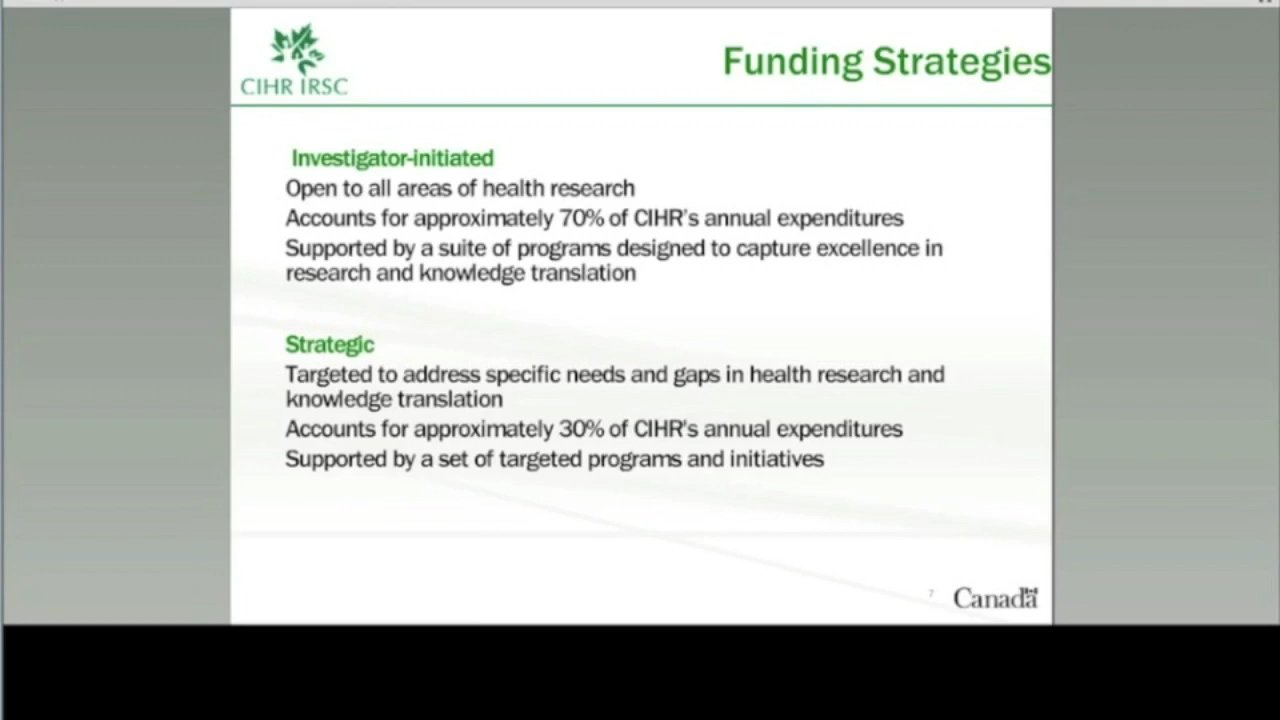 CIHR IRSC
Funding Strategies
Investigator-initiated
Open to all areas of health research
Accounts for approximately 70% of CIHR's annual expenditures
Supported by a suite of programs designed to capture excellence in
research and knowledge translation
Strategic
Targeted to address specific needs and gaps in health research and
knowledge translation
Accounts for approximately 30% of CIHR's annual expenditures
Supported by a set of targeted programs and initiatives
7
Canada